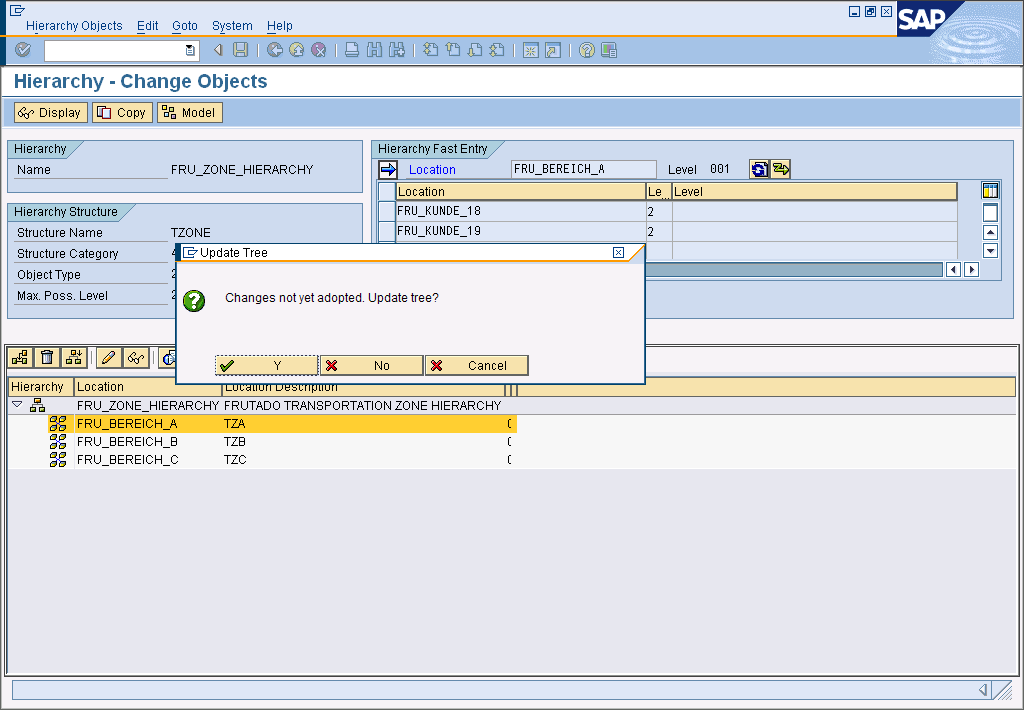 Hierarchy Objects Edit Goto System Help
SAP
Hierarchy - Change Objects
Display Copy Model
Hierarchy
Name FRU_ZONE_HIERARCHY
Hierarchy Structure
Structure Name TZONE
Structure Category
Object Type
Max. Poss. Level
Hierarchy Fast Entry
Location FRU_BEREICH_A Level 001
Location Le... Level
FRU_KUNDE_18 2
FRU_KUNDE_19 2
Update Tree
Changes not yet adopted. Update tree?
Y No Cancel
Hierarchy Location Location Description
FRU_ZONE_HIERARCHY FRUTADO TRANSPORTATION ZONE HIERARCHY
FRU_BEREICH_A TZA
FRU_BEREICH_B TZB
FRU_BEREICH_C TZC